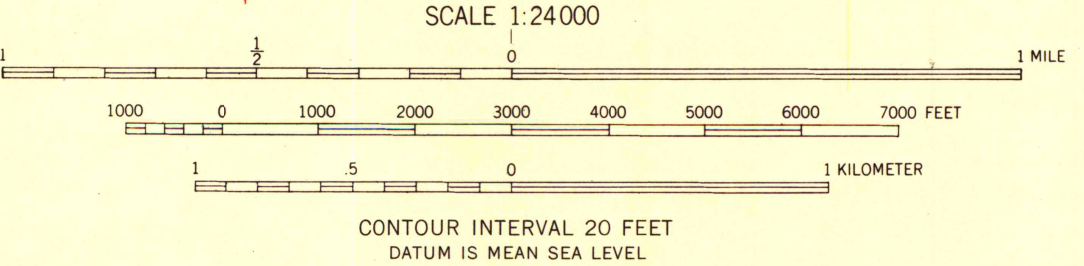 SCALE 1:24000
1 1/2 0 1 MILE
1000 0 1000 2000 3000 4000 5000 6000 7000 FEET
1 .5 0 1 KILOMETER
CONTOUR INTERVAL 20 FEET
DATUM IS MEAN SEA LEVEL